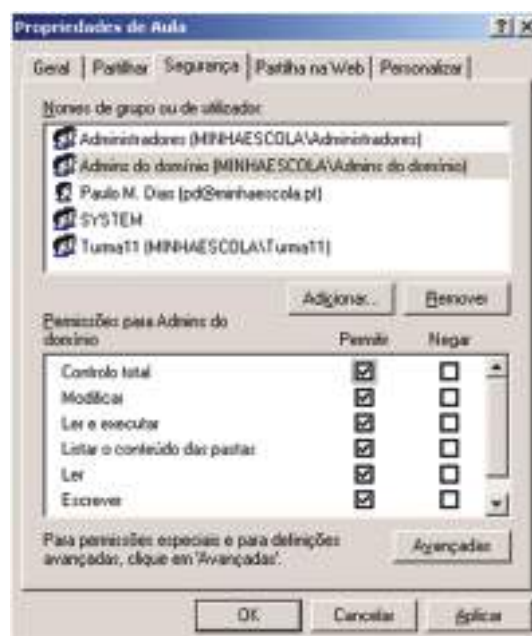 Propriedades de Aula
Geral Partilhar Segurança Partilha na Web Personalizar
Nomes de grupo ou de utilizador:
Administradores (MINHAESCOLA\Administradores)
Admins do domínio (MINHAESCOLA\Admins do domínio)
Paulo M. Dias (pd@minhaescola.pt)
SYSTEM
Turma11 (MINHAESCOLA\Turma11)
Adicionar... Remover
Permissões para Admins do
domínio Permitir Negar
Controlo total
Modificar
Ler e executar
Listar o conteúdo das pastas
Ler
Escrever
Para permissões especiais e para definições
avançadas, clique em 'Avançadas'.
Avançadas
OK Cancelar Aplicar